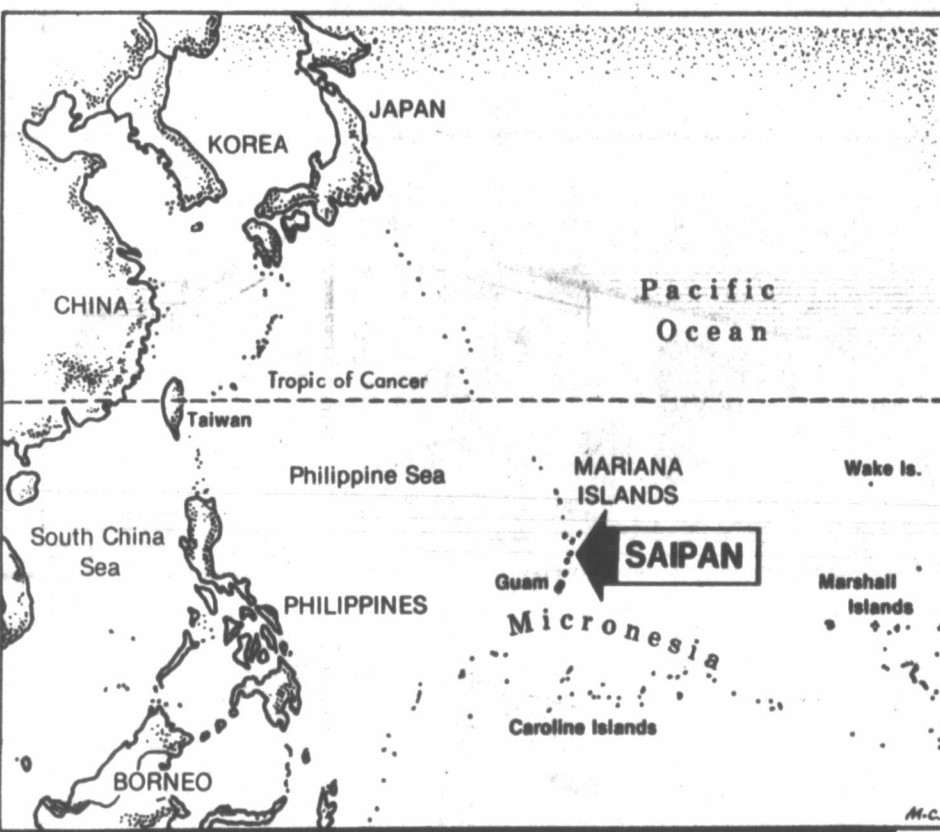 JAPAN
KOREA
Pacific
Ocean
CHINA
Tropic of Cancer
Taiwan
MARIANA
ISLANDS
Wake Is.
Philippine Sea
South China
Sea
SAIPAN
Guam
Marshall
Islands
PHILIPPINES
Micronesia
Caroline Islands
BORNEO
M.C.